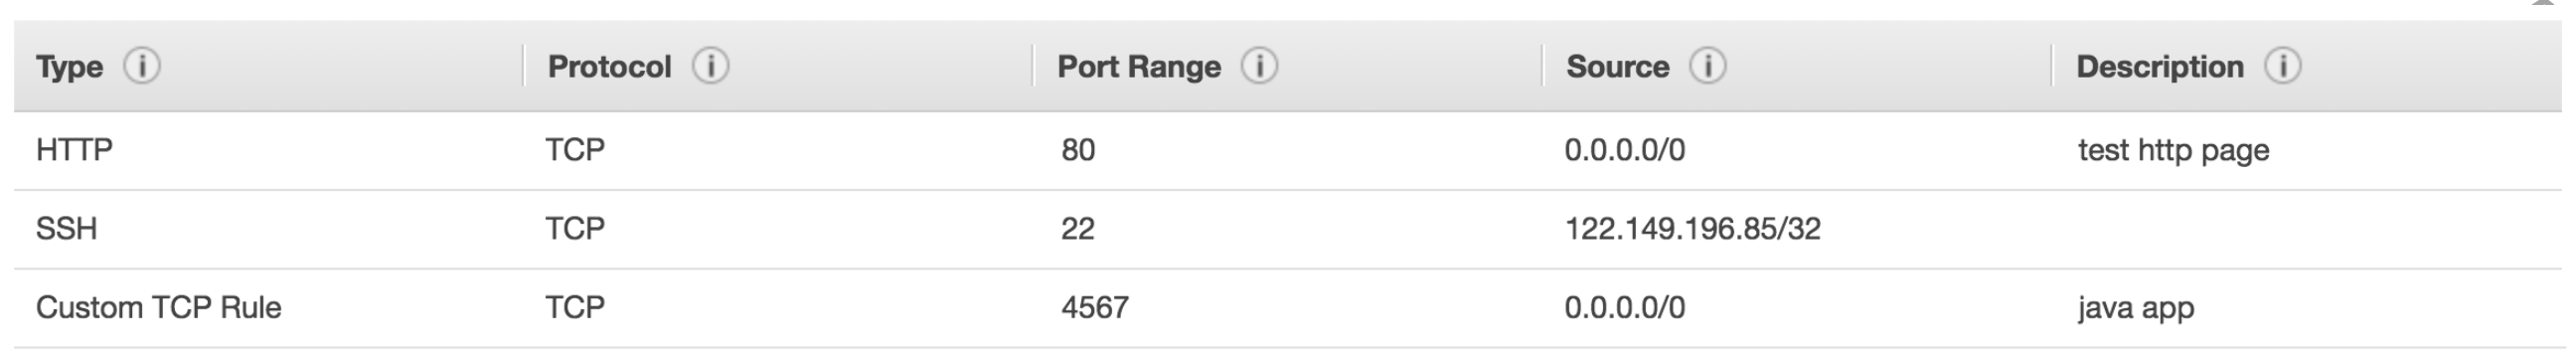 Type Protocol Port Range Source Description
HTTP TCP 80 0.0.0.0/0 test http page
SSH TCP 22 122.149.196.85/32
Custom TCP Rule TCP 4567 0.0.0.0/0 java app